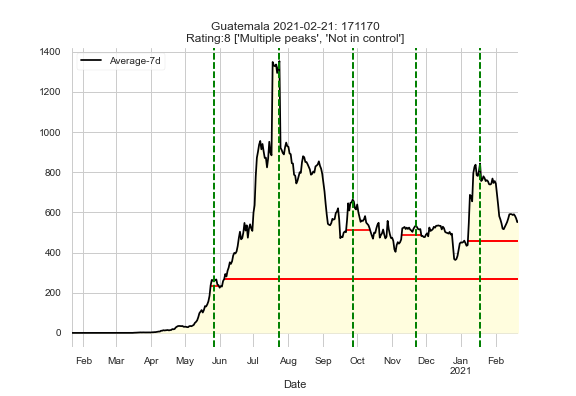 Guatemala 2021-02-21: 171170
Rating:8 ['Multiple peaks', 'Not in control']
Average-7d
1400
1200
1000
800
600
400
200
0
Feb Mar Apr May Jun Jul Aug Sep Oct Nov Dec Jan Feb
2021
Date